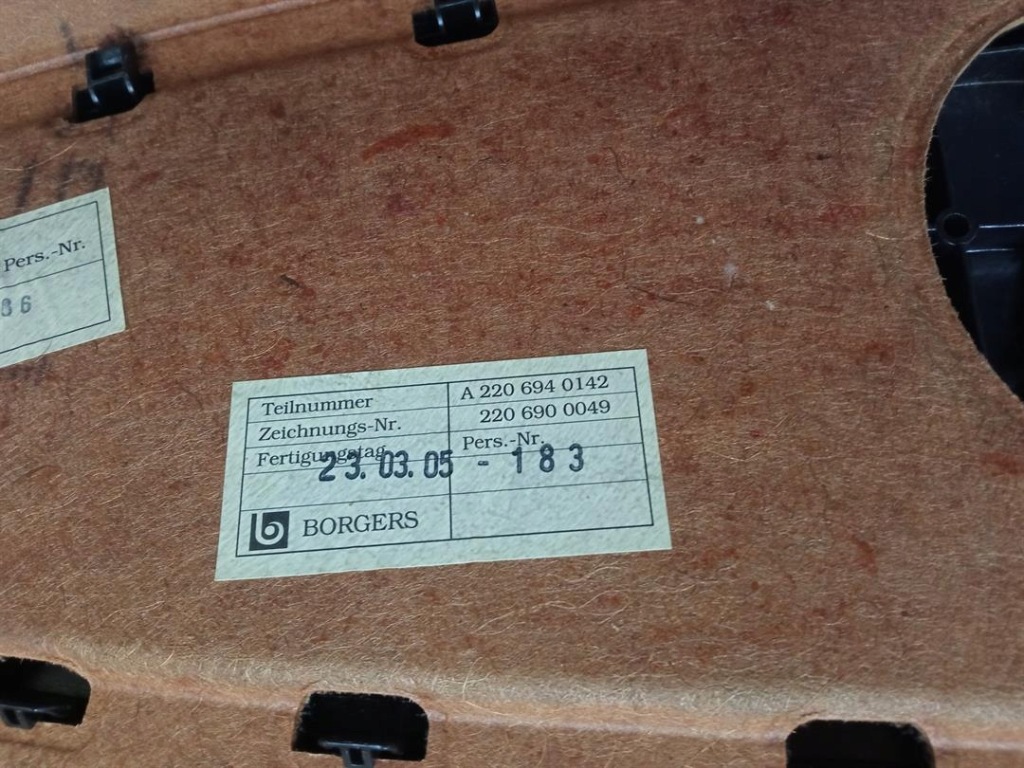 Pers.-Nr.
86
Teilnummer A 220 694 0142
Zeichnungs-Nr. 220 690 0049
Fertigungstag Pers.-Nr.
23.03.05 - 183
BORGERS